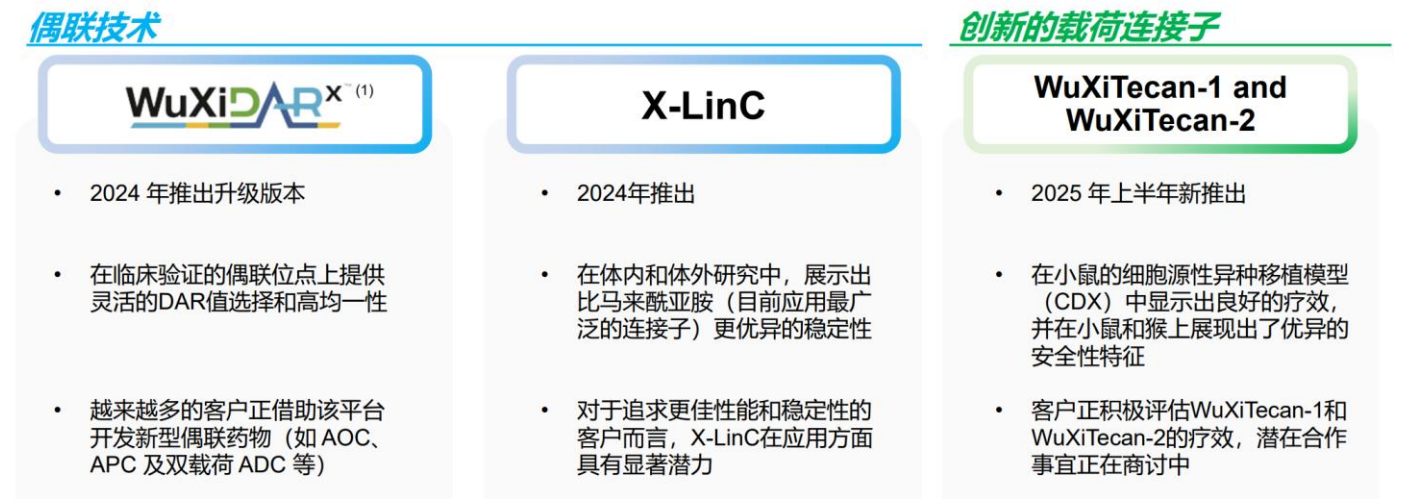 偶联技术
WuXiDARx™ (1)
• 2024 年推出升级版本
• 在临床验证的偶联位点上提供
灵活的DAR值选择和高均一性
• 越来越多的客户正借助该平台
开发新型偶联药物（如 AOC、
APC 及双载荷 ADC 等）
X-LinC
• 2024年推出
• 在体内和体外研究中，展示出
比马来酰亚胺（目前应用最广
泛的连接子）更优异的稳定性
• 对于追求更佳性能和稳定性的
客户而言，X-LinC在应用方面
具有显著潜力
创新的载荷连接子
WuXiTecan-1 and
WuXiTecan-2
• 2025 年上半年新推出
• 在小鼠的细胞源性异种移植模型
（CDX）中显示出良好的疗效，
并在小鼠和猴上展现出了优异的
安全性特征
• 客户正积极评估WuXiTecan-1和
WuXiTecan-2的疗效，潜在合作
事宜正在商讨中